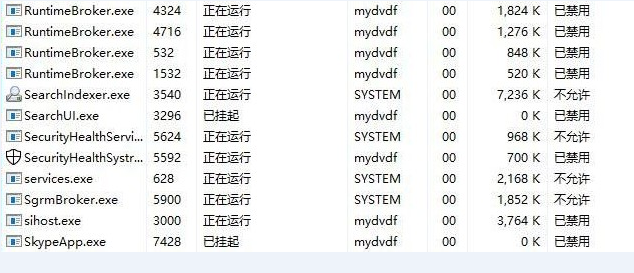 RuntimeBroker.exe 4324 正在运行 mydvdf 00 1,824 K 已禁用
RuntimeBroker.exe 4716 正在运行 mydvdf 00 1,276 K 已禁用
RuntimeBroker.exe 532 正在运行 mydvdf 00 848 K 已禁用
RuntimeBroker.exe 1532 正在运行 mydvdf 00 520 K 已禁用
SearchIndexer.exe 3540 正在运行 SYSTEM 00 7,236 K 不允许
SearchUI.exe 3296 已挂起 mydvdf 00 0 K 已禁用
SecurityHealthServi... 5624 正在运行 SYSTEM 00 968 K 不允许
SecurityHealthSystr... 5592 正在运行 mydvdf 00 700 K 已禁用
services.exe 628 正在运行 SYSTEM 00 2,168 K 不允许
SgrmBroker.exe 5900 正在运行 SYSTEM 00 1,852 K 不允许
sihost.exe 3000 正在运行 mydvdf 00 3,764 K 已禁用
SkypeApp.exe 7428 已挂起 mydvdf 00 0 K 已禁用